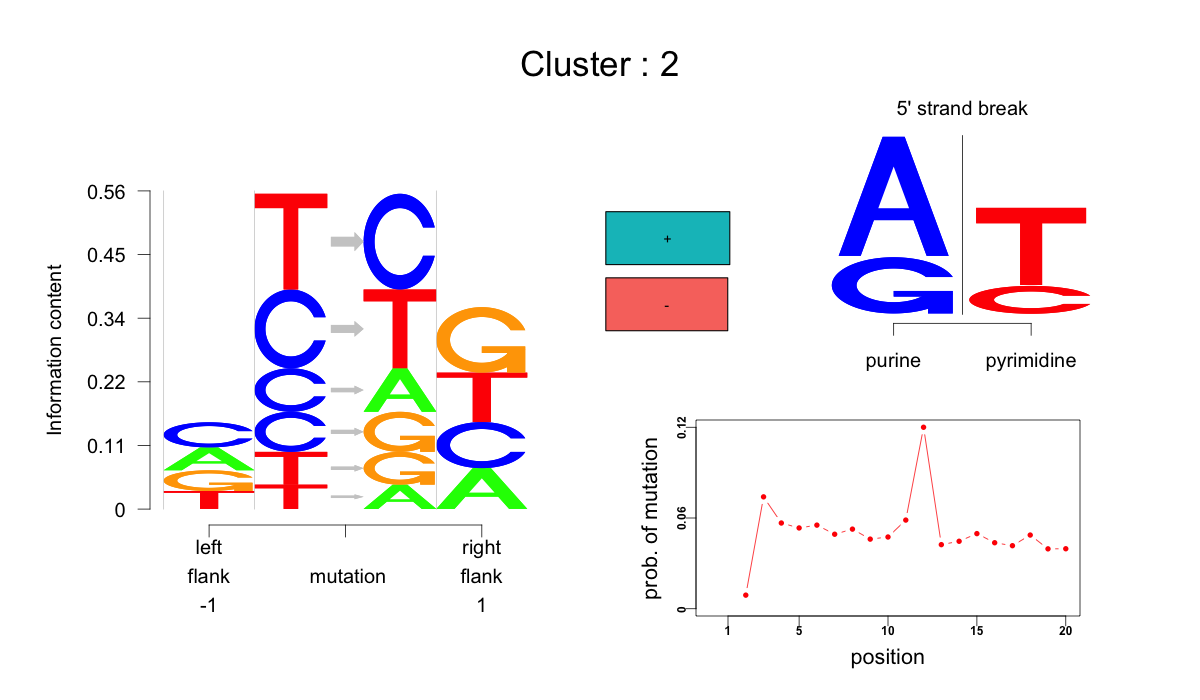 Cluster : 2
5' strand break
A
G
T
C
purine
pyrimidine
Information content
0.56
0.45
0.34
0.22
0.11
0
C
A
G
T
T
C
C
C
T
T
C
T
A
G
G
A
G
T
C
A
left
flank
-1
mutation
right
flank
1
+
-
prob. of mutation
0.12
0.06
0
1
5
10
15
20
position